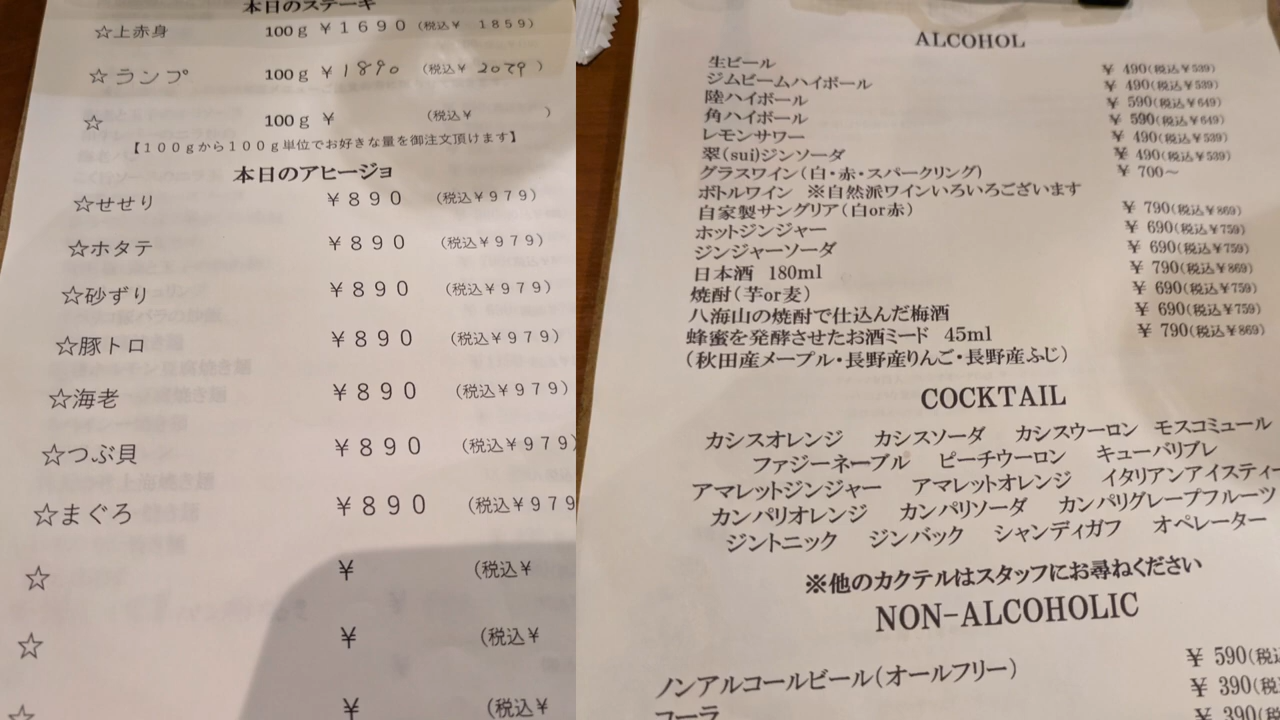 本日のステーキ
☆上赤身 100g ¥1690 (税込¥ 1859)
☆ランプ 100g ¥1890 (税込¥ 2079)
☆ 100g ¥ (税込¥ )
【100gから100g単位でお好きな量を御注文頂けます】
本日のアヒージョ
☆せせり ¥890 (税込¥979)
☆ホタテ ¥890 (税込¥979)
☆砂ずり ¥890 (税込¥979)
☆豚トロ ¥890 (税込¥979)
☆海老 ¥890 (税込¥979)
☆つぶ貝 ¥890 (税込¥979)
☆まぐろ ¥890 (税込¥979
☆ ¥ (税込¥
☆ ¥ (税込¥
☆ ¥ (税込¥
ALCOHOL
生ビール ¥ 490(税込¥539)
ジムビームハイボール ¥ 490(税込¥539)
陸ハイボール ¥ 590(税込¥649)
角ハイボール ¥ 590(税込¥649)
レモンサワー ¥ 490(税込¥539)
翠(sui)ジンソーダ ¥ 490(税込¥539)
グラスワイン(白・赤・スパークリング) ¥ 700〜
ボトルワイン ※自然派ワインいろいろございます
自家製サングリア(白or赤) ¥ 790(税込¥869)
ホットジンジャー ¥ 690(税込¥759)
ジンジャーソーダ ¥ 690(税込¥759)
日本酒 180ml ¥ 790(税込¥869)
焼酎(芋or麦) ¥ 690(税込¥759)
八海山の焼酎で仕込んだ梅酒 ¥ 690(税込¥759)
蜂蜜を発酵させたお酒ミード 45ml ¥ 790(税込¥869)
(秋田産メープル・長野産りんご・長野産ふじ)
COCKTAIL
カシスオレンジ カシスソーダ カシスウーロン モスコミュール
ファジーネーブル ピーチウーロン キューバリブレ
アマレットジンジャー アマレットオレンジ イタリアンアイスティー
カンパリオレンジ カンパリソーダ カンパリグレープフルーツ
ジントニック ジンバック シャンディガフ オペレーター
※他のカクテルはスタッフにお尋ねください
NON-ALCOHOLIC
ノンアルコールビール(オールフリー) ¥ 590(税込
コーラ ¥ 390(税込
¥ 390(税込